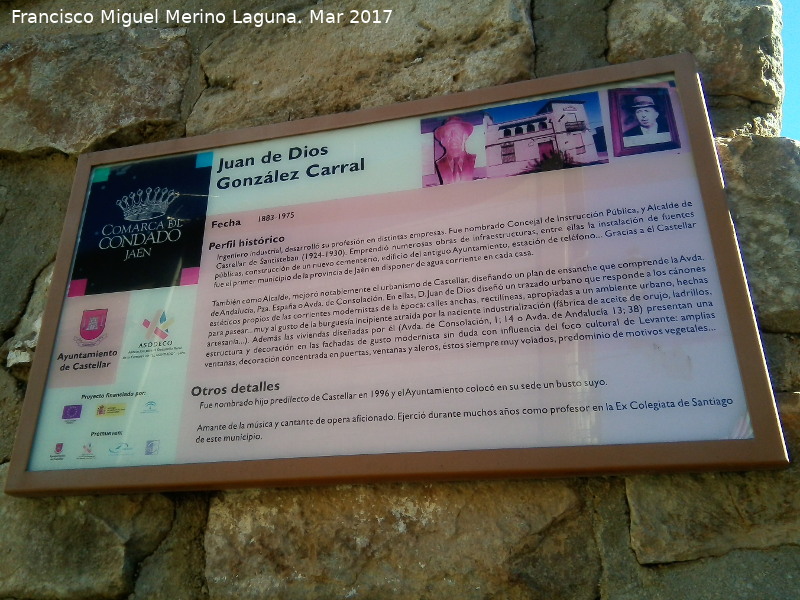 Francisco Miguel Merino Laguna. Mar 2017
COMARCA DE
CONDADO
JAÉN
Juan de Dios
González Carral
Fecha 1883-1975
Perfil histórico
Ingeniero industrial, desarrolló su profesión en distintas empresas. Fue nombrado Concejal de Instrucción Pública, y Alcalde de
Castellar de Santisteban (1924-1930). Emprendió numerosas obras de infraestructuras, entre ellas la instalación de fuentes
públicas, construcción de un nuevo cementerio, edificio del antiguo Ayuntamiento, estación de teléfono... Gracias a él Castellar
fue el primer municipio de la provincia de Jaén en disponer de agua corriente en cada casa.
También como Alcalde, mejoró notablemente el urbanismo de Castellar, diseñando un plan de ensanche que comprende la Avda.
de Andalucía, Pza. España o Avda. de Consolación. En ellas, D. Juan de Dios diseñó un trazado urbano que responde a los cánones
estéticos propios de las corrientes modernistas de la época: calles anchas, rectilíneas, apropiadas a un ambiente urbano, hechas
para pasear... muy al gusto de la burguesía incipiente atraída por la naciente industrialización (fábrica de aceite de orujo, ladrillos,
artesanía...). Además las viviendas diseñadas por él (Avda. de Consolación, 1; 14 o Avda. de Andalucía, 13; 38) presentan una
estructura y decoración en las fachadas de gusto modernista sin duda con influencia del foco cultural de Levante: amplias
ventanas, decoración concentrada en puertas, ventanas y aleros, éstos siempre muy volados, predominio de motivos vegetales...
Otros detalles
Fue nombrado hijo predilecto de Castellar en 1996 y el Ayuntamiento colocó en su sede un busto suyo.
Amante de la música y cantante de opera aficionado. Ejerció durante muchos años como profesor en la Ex Colegiata de Santiago
de este municipio.
Ayuntamiento
de Castellar
ASODECO
Proyecto financiado por:
Promueven: